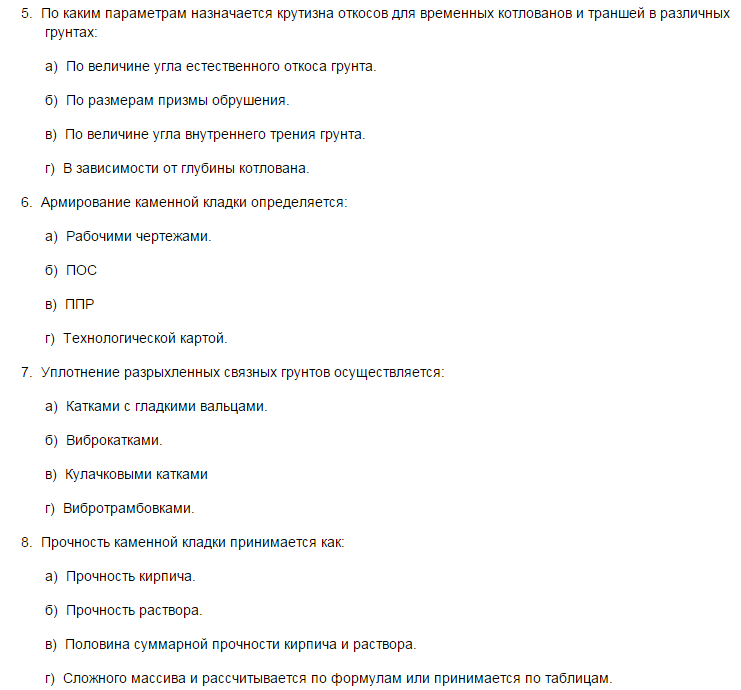 5. По каким параметрам назначается крутизна откосов для временных котлованов и траншей в различных
грунтах:
а) По величине угла естественного откоса грунта.
б) По размерам призмы обрушения.
в) По величине угла внутреннего трения грунта.
г) В зависимости от глубины котлована.
6. Армирование каменной кладки определяется:
а) Рабочими чертежами.
б) ПОС
в) ППР
г) Технологической картой.
7. Уплотнение разрыхленных связных грунтов осуществляется:
а) Катками с гладкими вальцами.
б) Виброкатками.
в) Кулачковыми катками
г) Вибротрамбовками.
8. Прочность каменной кладки принимается как:
а) Прочность кирпича.
б) Прочность раствора.
в) Половина суммарной прочности кирпича и раствора.
г) Сложного массива и рассчитывается по формулам или принимается по таблицам.